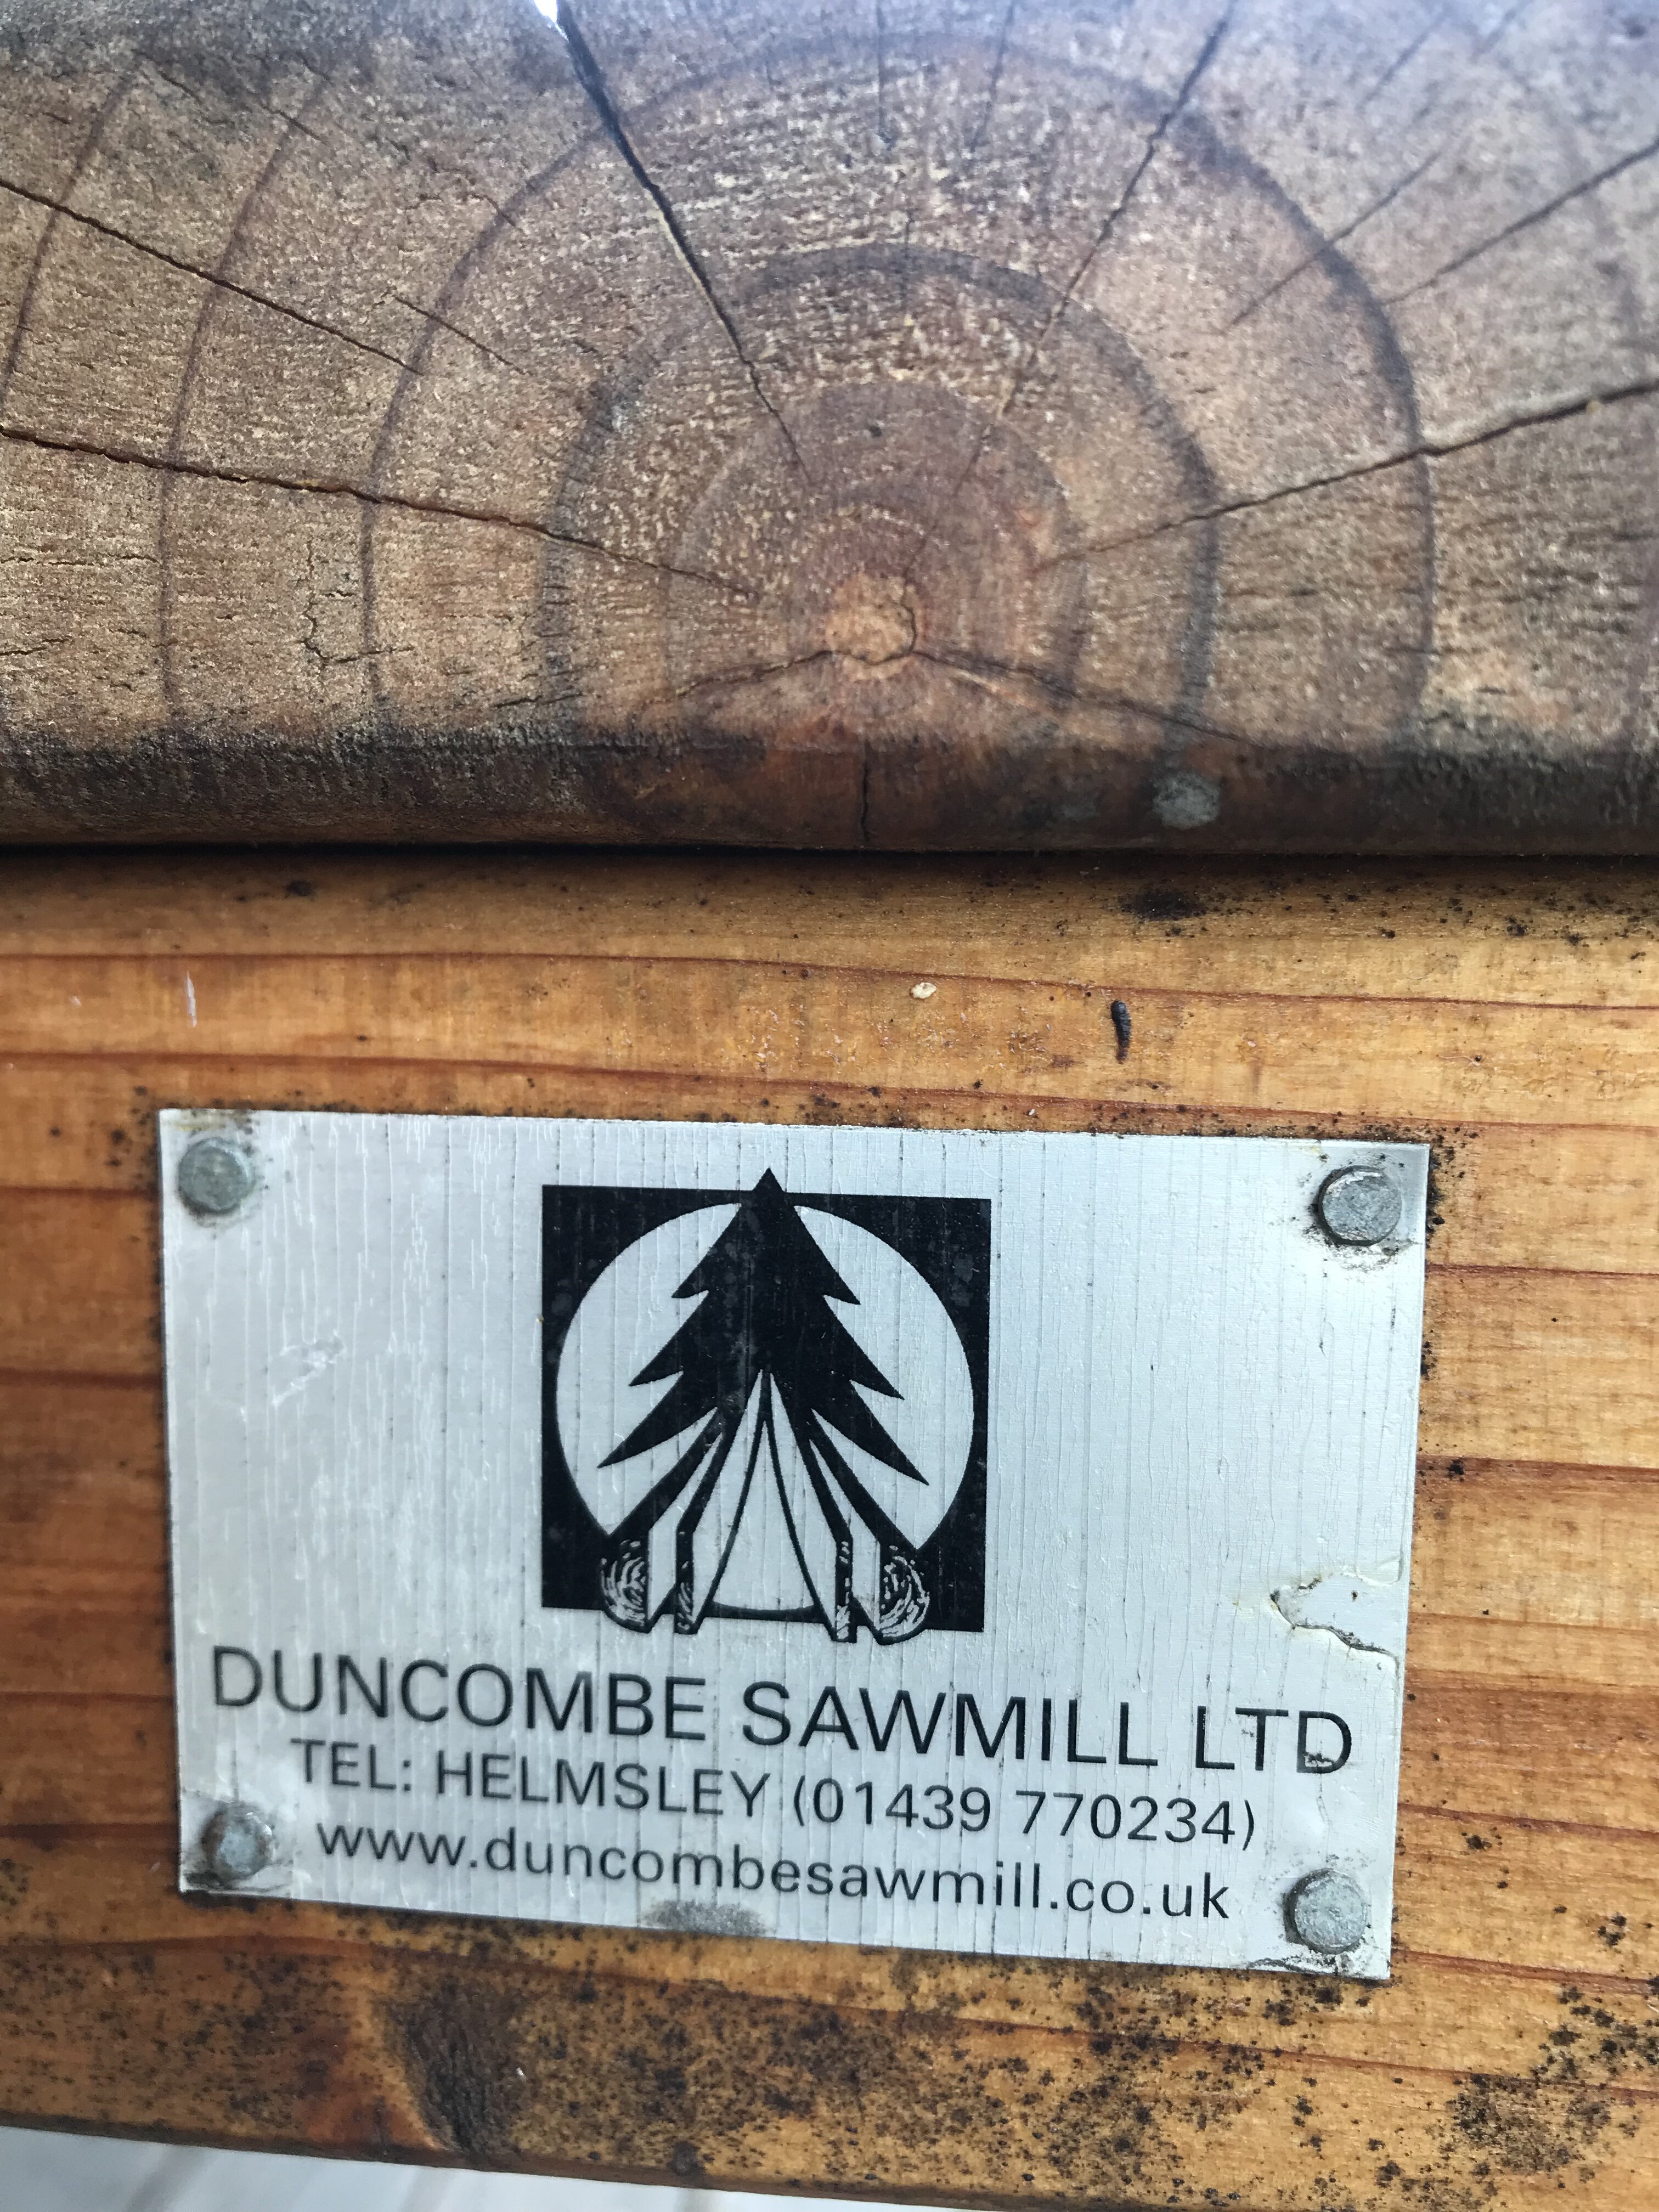 DUNCOMBE SAWMILL LTD
TEL: HELMSLEY (01439 770234)
www.duncombesawmill.co.uk